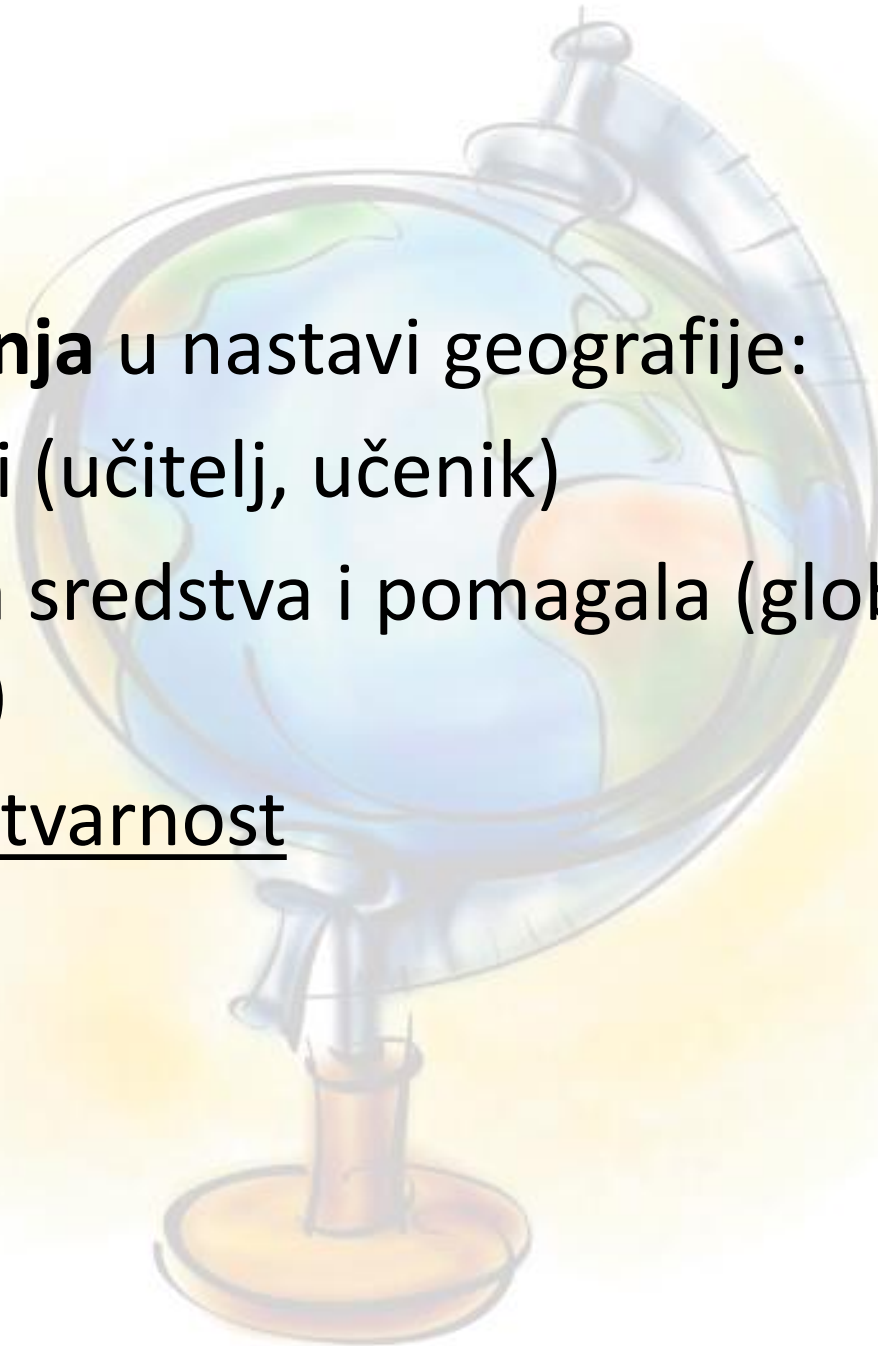 nja u nastavi geografije:
i (učitelj, učenik)
sredstva i pomagala (glob
)
tvarnost